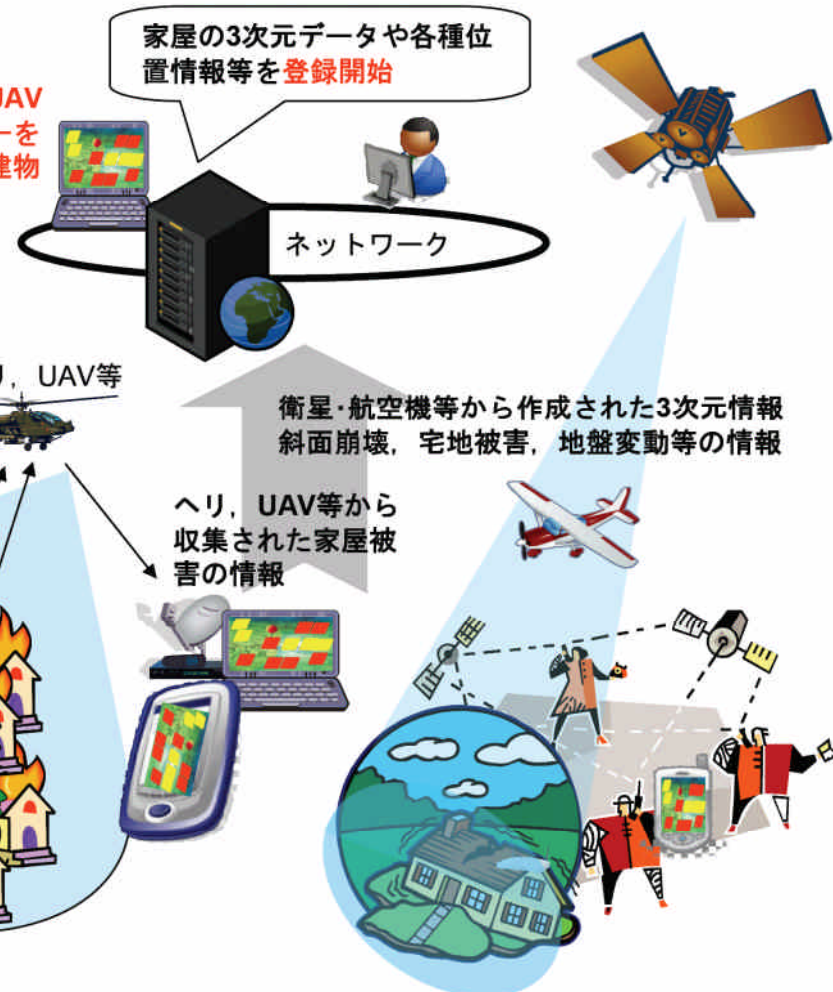 家屋の3次元データや各種位
置情報等を登録開始
UAV
ーを
建物
ネットワーク
リ，UAV等
衛星･航空機等から作成された3次元情報
斜面崩壊，宅地被害，地盤変動等の情報
ヘリ，UAV等から
収集された家屋被
害の情報